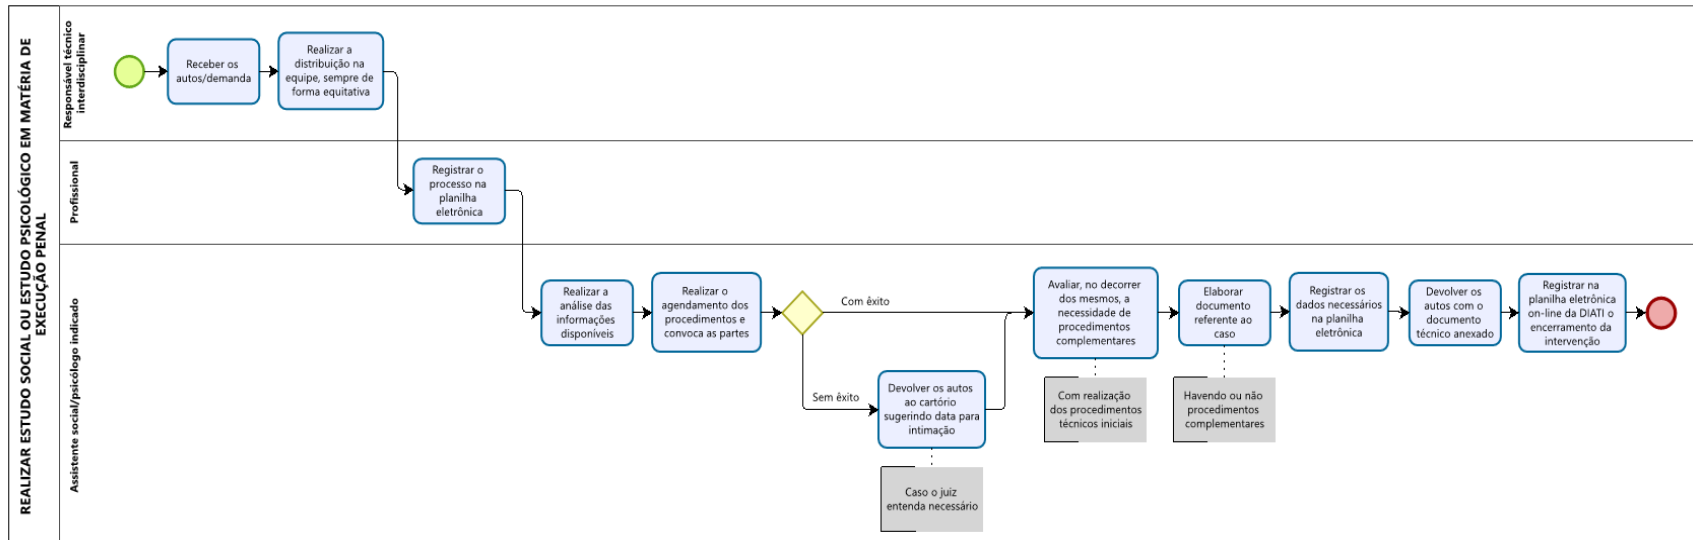 REALIZAR ESTUDO SOCIAL OU ESTUDO PSICOLÓGICO EM MATÉRIA DE
EXECUÇÃO PENAL
Responsável técnico
interdisciplinar
Receber os
autos/demanda
Realizar a
distribuição na
equipe, sempre de
forma equitativa
Profissional
Registrar o
processo na
planilha
eletrônica
Assistente social/psicólogo indicado
Realizar a
análise das
informações
disponíveis
Realizar o
agendamento dos
procedimentos e
convoca as partes
Com êxito
Sem êxito
Devolver os autos
ao cartório
sugerindo data para
intimação
Caso o juiz
entenda necessário
Avaliar, no decorrer
dos mesmos, a
necessidade de
procedimentos
complementares
Com realização
dos procedimentos
técnicos iniciais
Elaborar
documento
referente ao
caso
Havendo ou não
procedimentos
complementares
Registrar os
dados necessários
na planilha
eletrônica
Devolver os
autos com o
documento
técnico anexado
Registrar na
planilha eletrônica
on-line da DIATI o
encerramento da
intervenção